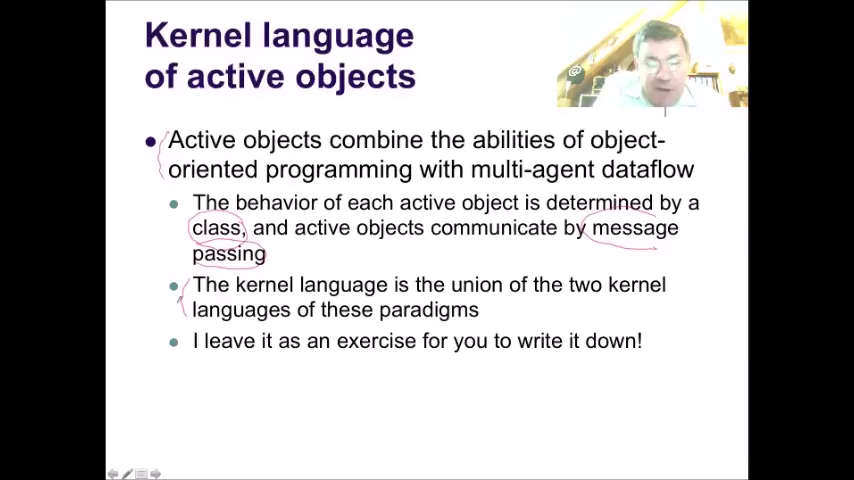 Kernel language
of active objects
Active objects combine the abilities of object-
oriented programming with multi-agent dataflow
The behavior of each active object is determined by a
class, and active objects communicate by message
passing
The kernel language is the union of the two kernel
languages of these paradigms
I leave it as an exercise for you to write it down!